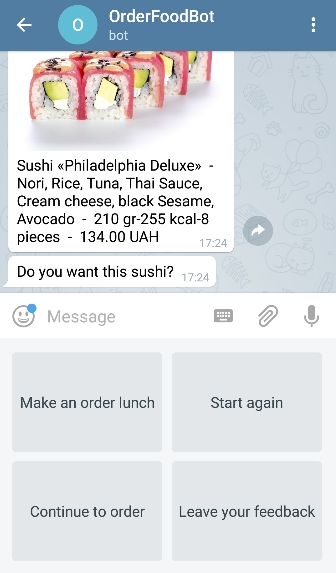 OrderFoodBot
O
bot
Sushi «Philadelphia Deluxe» -
Nori, Rice, Tuna, Thai Sauce,
Cream cheese, black Sesame,
Avocado - 210 gr-255 kcal-8
pieces - 134.00 UAH
17:24
Do you want this sushi?
17:24
Message
Make an order lunch
Start again
Continue to order
Leave your feedback